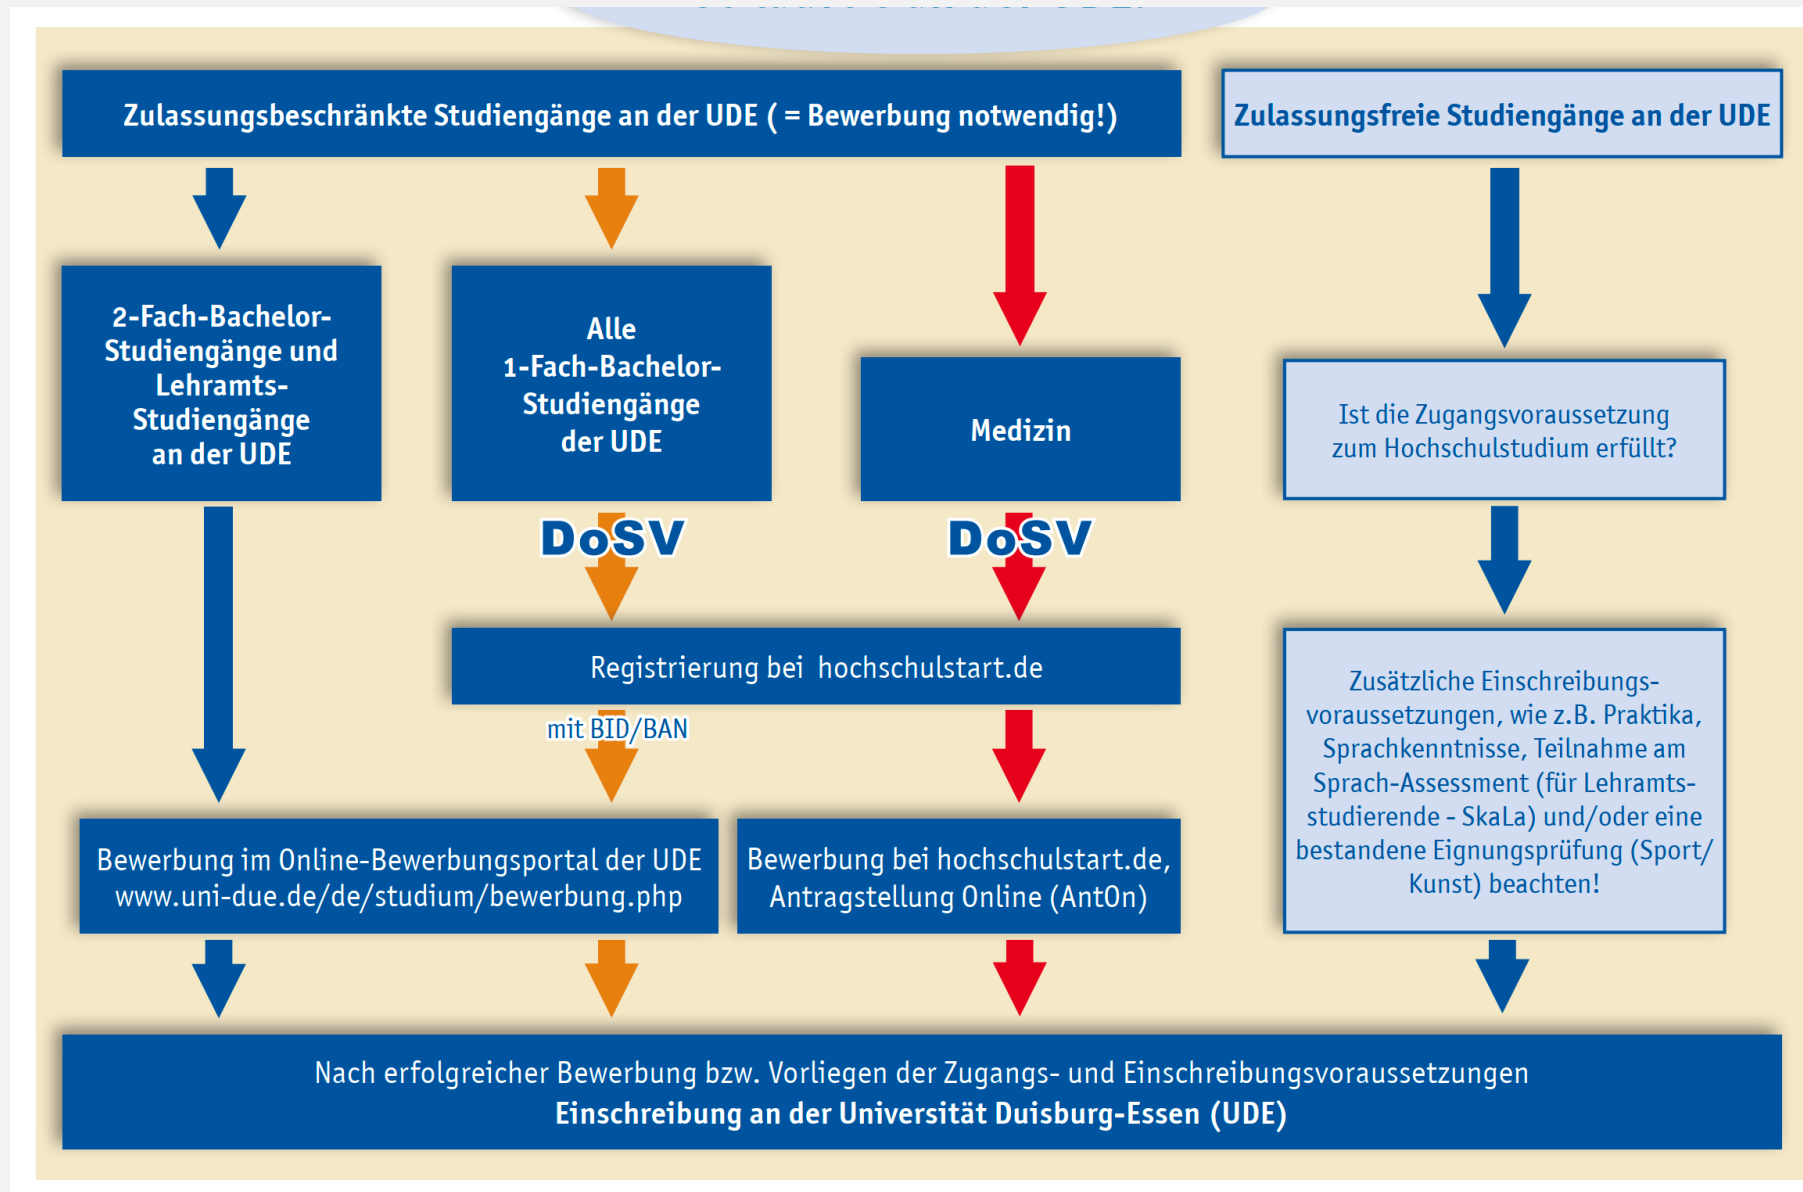 Zulassungsbeschränkte Studiengänge an der UDE ( = Bewerbung notwendig!)
Zulassungsfreie Studiengänge an der UDE
2-Fach-Bachelor-
Studiengänge und
Lehramts-
Studiengänge
an der UDE
Alle
1-Fach-Bachelor-
Studiengänge
der UDE
Medizin
Ist die Zugangsvoraussetzung
zum Hochschulstudium erfüllt?
DoSV
DoSV
Registrierung bei hochschulstart.de
mit BID/BAN
Zusätzliche Einschreibungs-
voraussetzungen, wie z.B. Praktika,
Sprachkenntnisse, Teilnahme am
Sprach-Assessment (für Lehramts-
studierende - SkaLa) und/oder eine
bestandene Eignungsprüfung (Sport/
Kunst) beachten!
Bewerbung im Online-Bewerbungsportal der UDE
www.uni-due.de/de/studium/bewerbung.php
Bewerbung bei hochschulstart.de,
Antragstellung Online (AntOn)
Nach erfolgreicher Bewerbung bzw. Vorliegen der Zugangs- und Einschreibungsvoraussetzungen
Einschreibung an der Universität Duisburg-Essen (UDE)